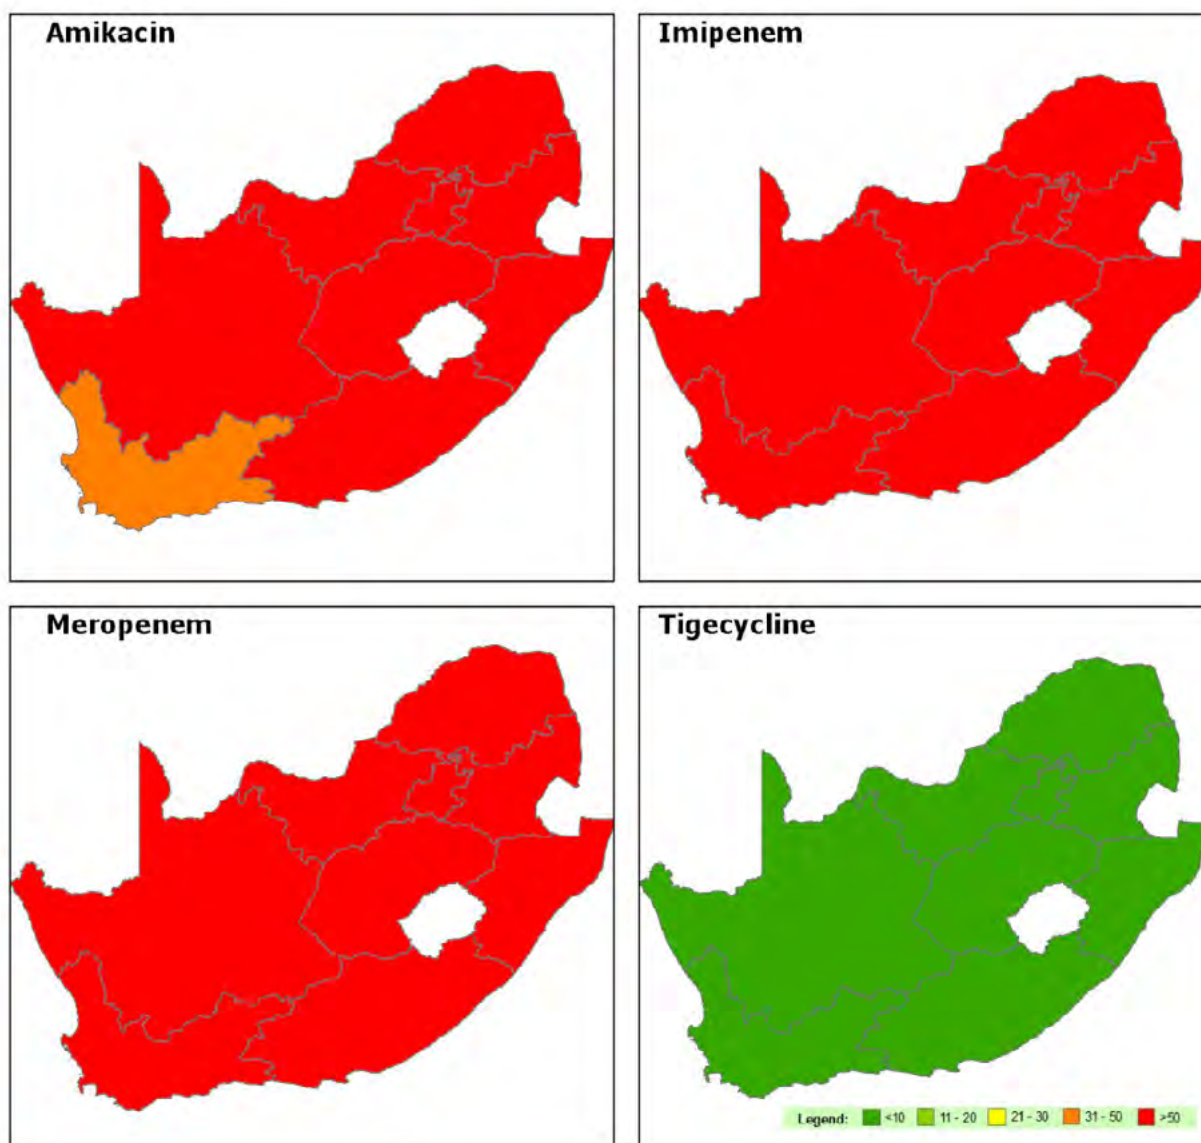 Amikacin
Imipenem
Meropenem
Tigecycline
Legend: <10 11 - 20 21 - 30 31 - 50 >50